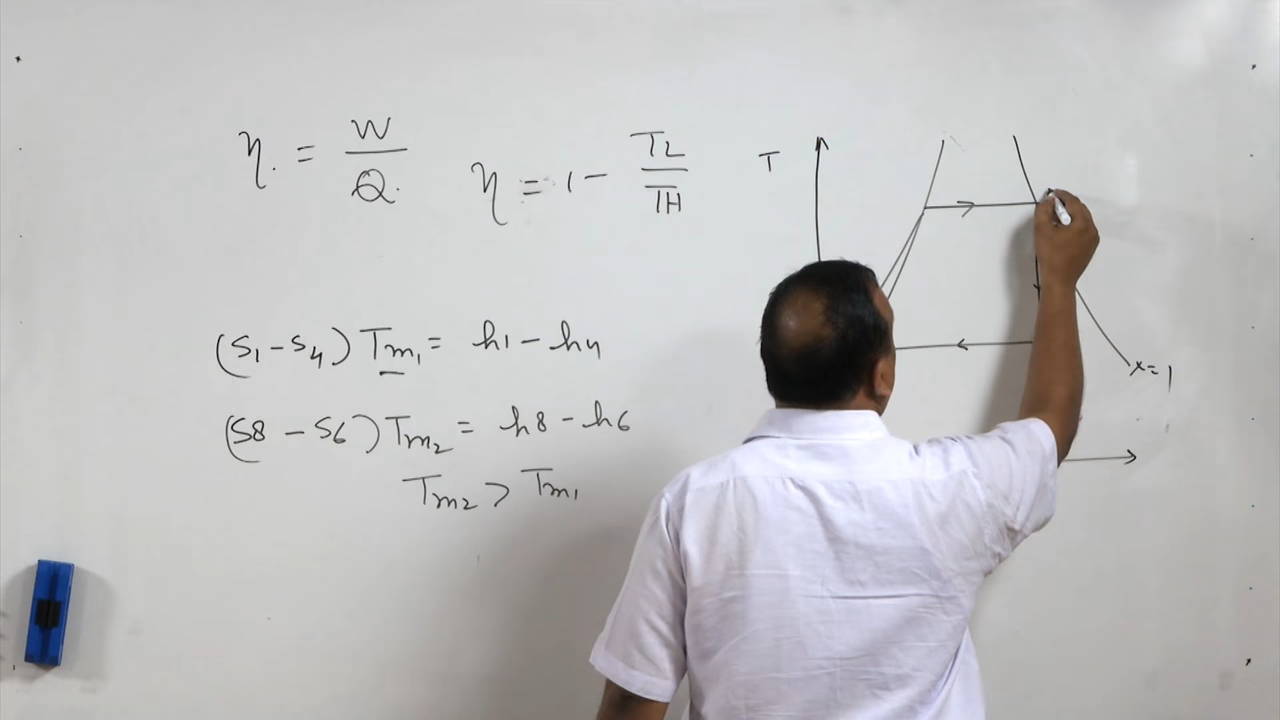 η = W / Q.
η = 1 - TL / TH
T
x=1
(S1 - S4) Tm1 = h1 - h4
(S8 - S6) Tm2 = h8 - h6
Tm2 > Tm1